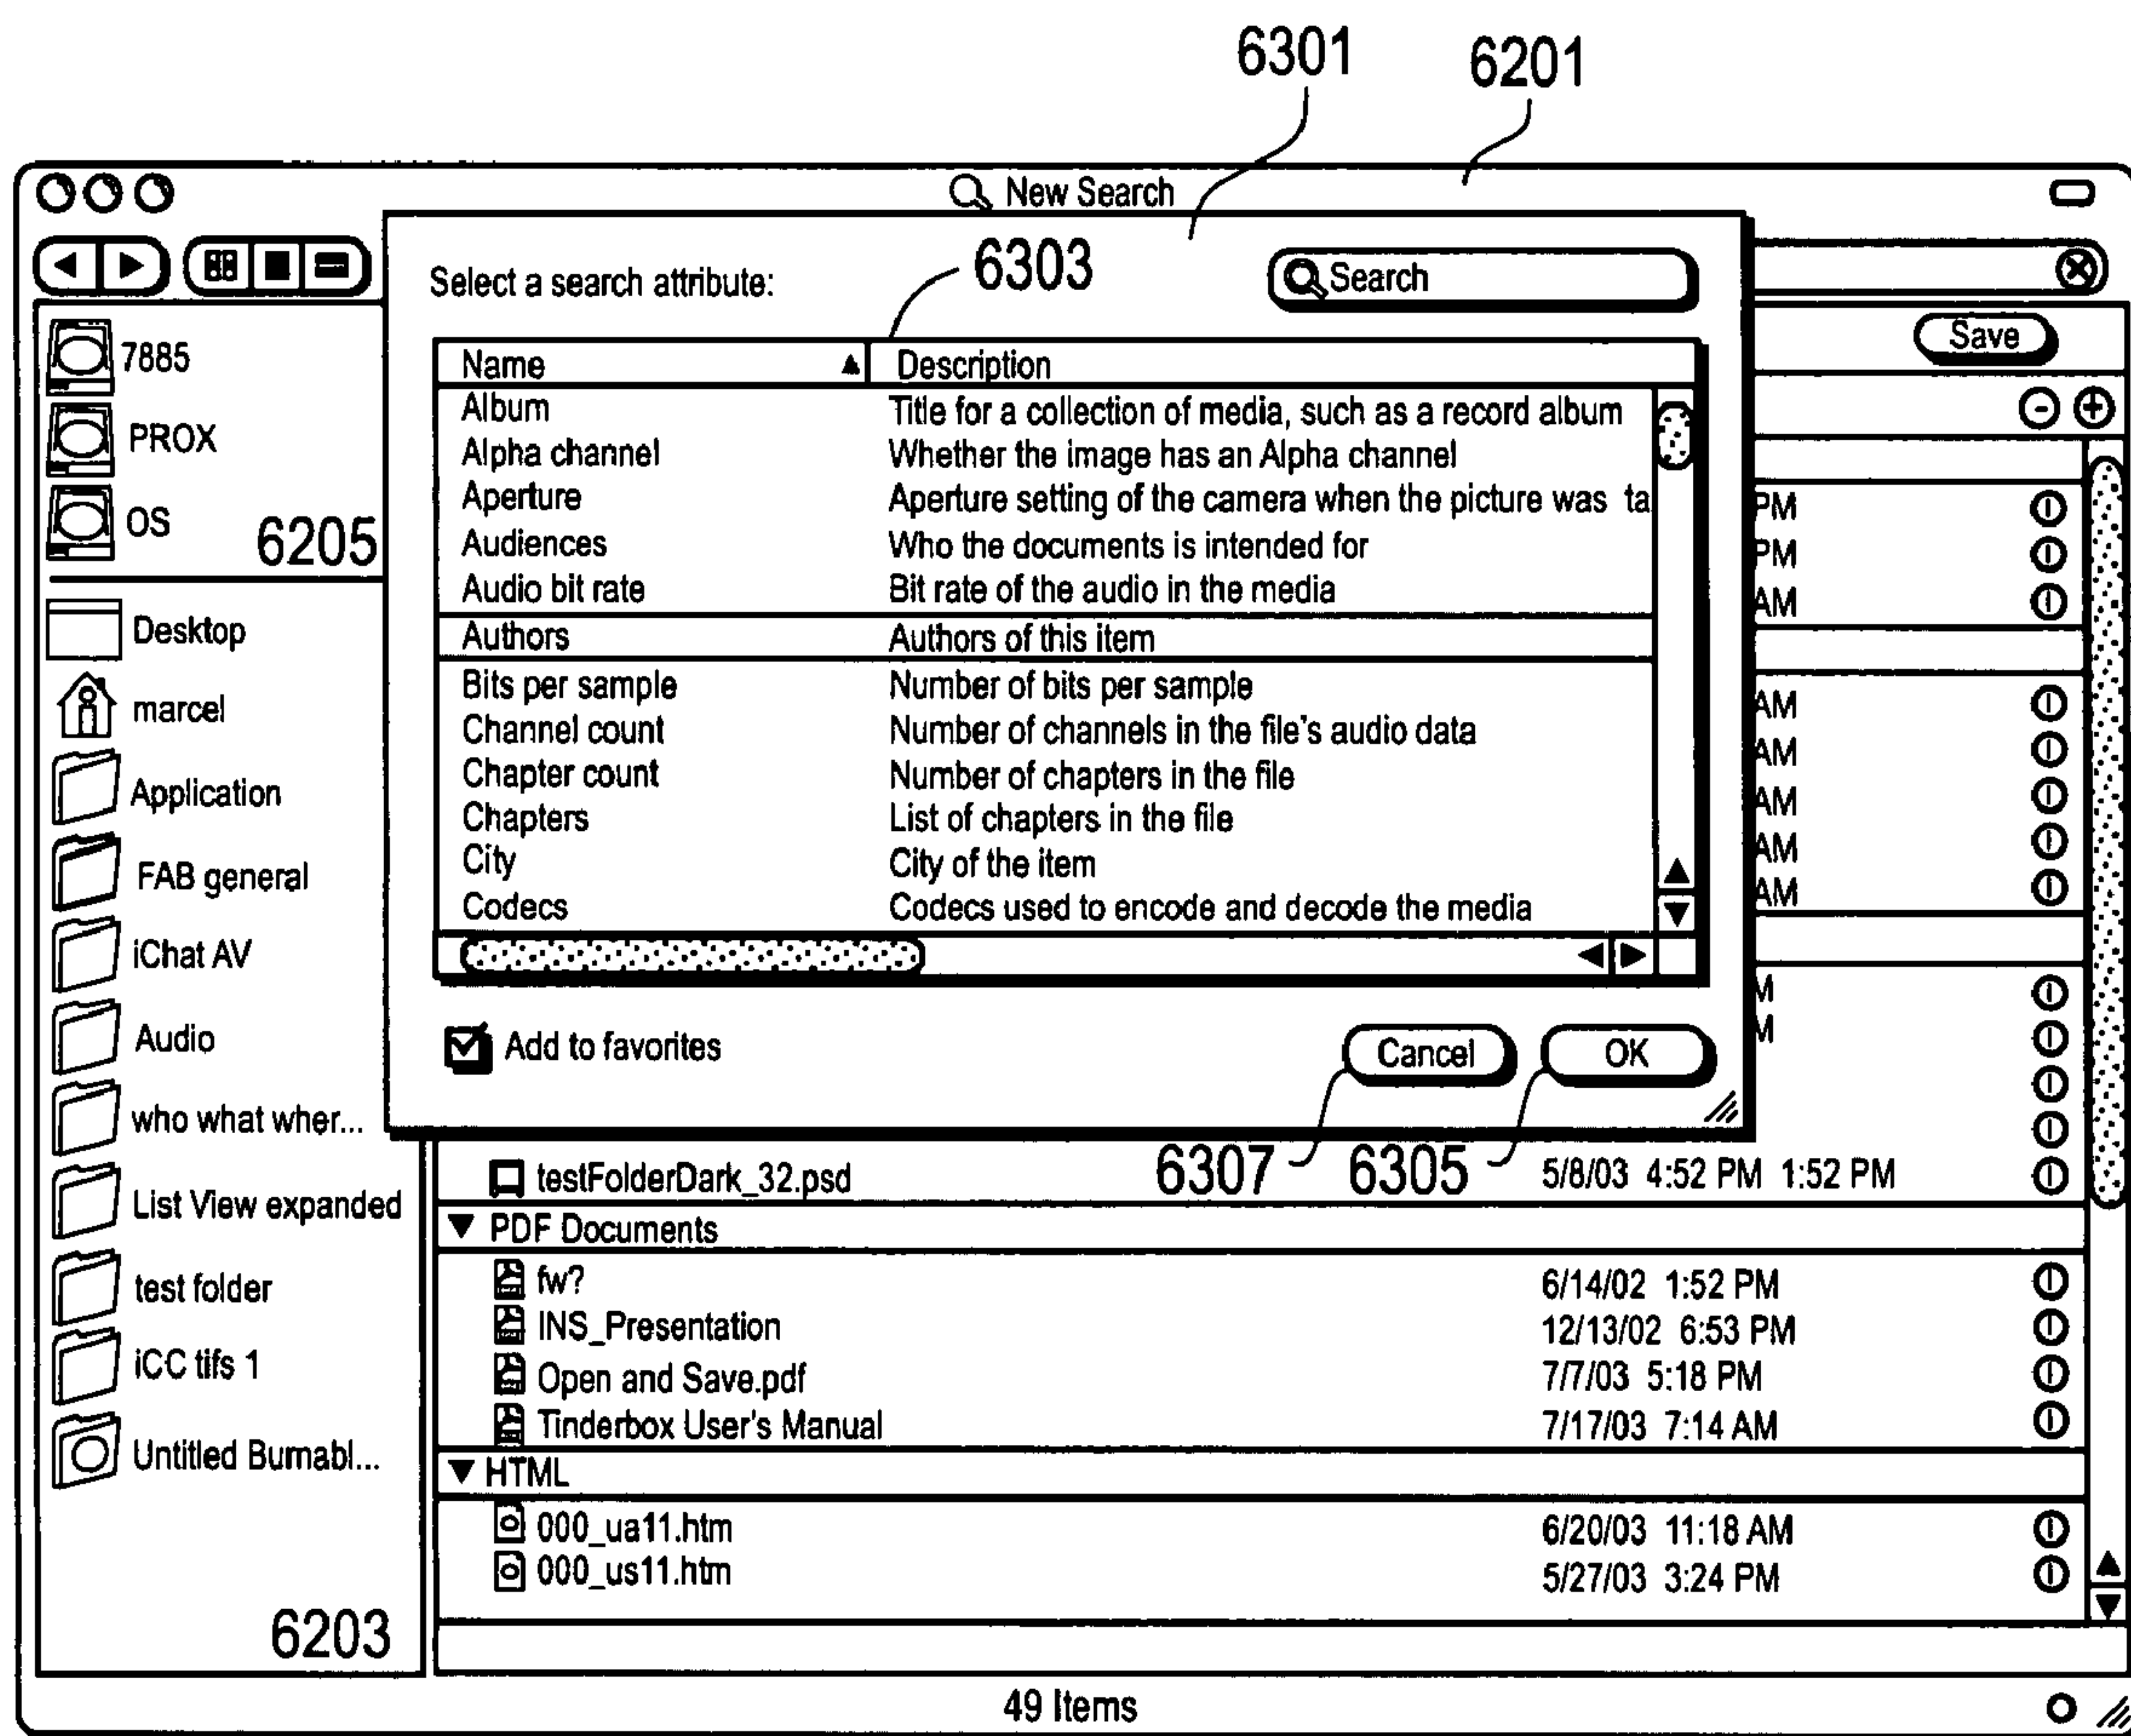 6301 6201
New Search
Select a search attribute: 6303 Search
Save
7885
PROX
OS
6205
Desktop
marcel
Application
FAB general
iChat AV
Audio
who what wher...
List View expanded
test folder
iCC tifs 1
Untitled Burnabl...
6203
Name Description
Album Title for a collection of media, such as a record album
Alpha channel Whether the image has an Alpha channel
Aperture Aperture setting of the camera when the picture was ta
Audiences Who the documents is intended for
Audio bit rate Bit rate of the audio in the media
Authors Authors of this item
Bits per sample Number of bits per sample
Channel count Number of channels in the file's audio data
Chapter count Number of chapters in the file
Chapters List of chapters in the file
City City of the item
Codecs Codecs used to encode and decode the media
Add to favorites Cancel OK
PM
PM
AM
AM
AM
AM
AM
AM
M
M
6307 6305
testFolderDark_32.psd 5/8/03 4:52 PM 1:52 PM
PDF Documents
fw? 6/14/02 1:52 PM
INS_Presentation 12/13/02 6:53 PM
Open and Save.pdf 7/7/03 5:18 PM
Tinderbox User's Manual 7/17/03 7:14 AM
HTML
000_ua11.htm 6/20/03 11:18 AM
000_us11.htm 5/27/03 3:24 PM
49 Items